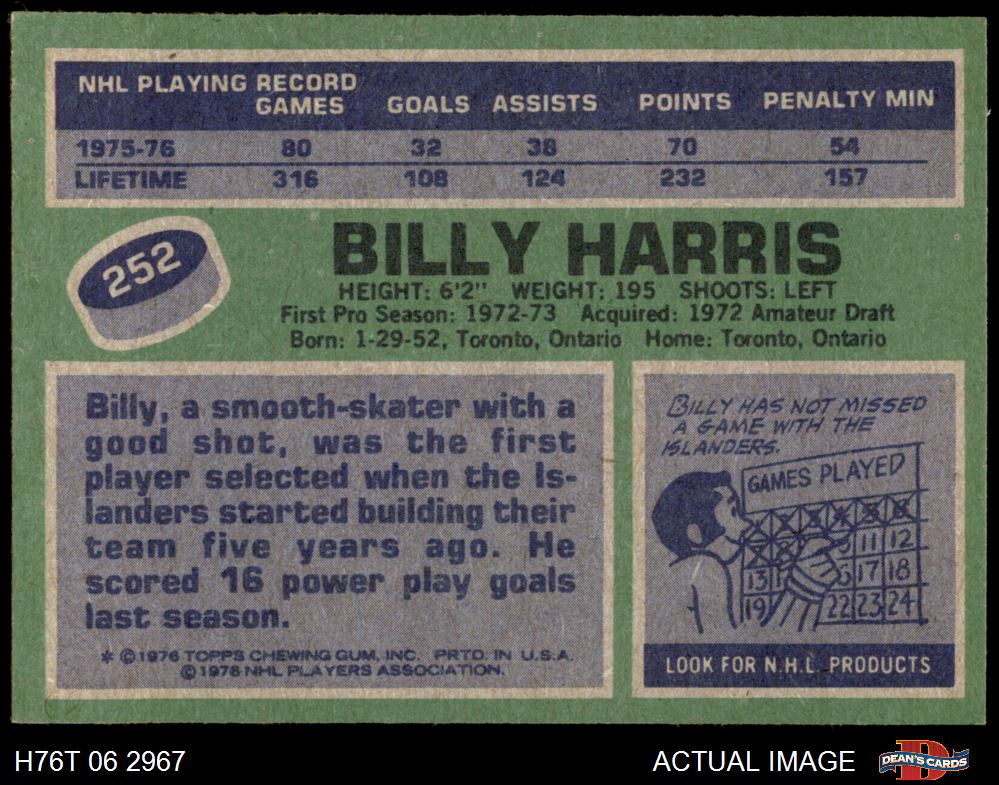 NHL PLAYING RECORD
GAMES GOALS ASSISTS POINTS PENALTY MIN
1975-76 80 32 38 70 54
LIFETIME 316 108 124 232 157
252
BILLY HARRIS
HEIGHT: 6'2" WEIGHT: 195 SHOOTS: LEFT
First Pro Season: 1972-73 Acquired: 1972 Amateur Draft
Born: 1-29-52, Toronto, Ontario Home: Toronto, Ontario
Billy, a smooth-skater with a
good shot, was the first
player selected when the Is-
landers started building their
team five years ago. He
scored 16 power play goals
last season.
* ©1976 TOPPS CHEWING GUM, INC. PRTD. IN U.S.A.
©1976 NHL PLAYERS ASSOCIATION.
BILLY HAS NOT MISSED
A GAME WITH THE
ISLANDERS.
GAMES PLAYED
11 12
13 17 18
19 22 23 24
LOOK FOR N.H.L. PRODUCTS
H76T 06 2967
ACTUAL IMAGE
D
DEAN'S CARDS